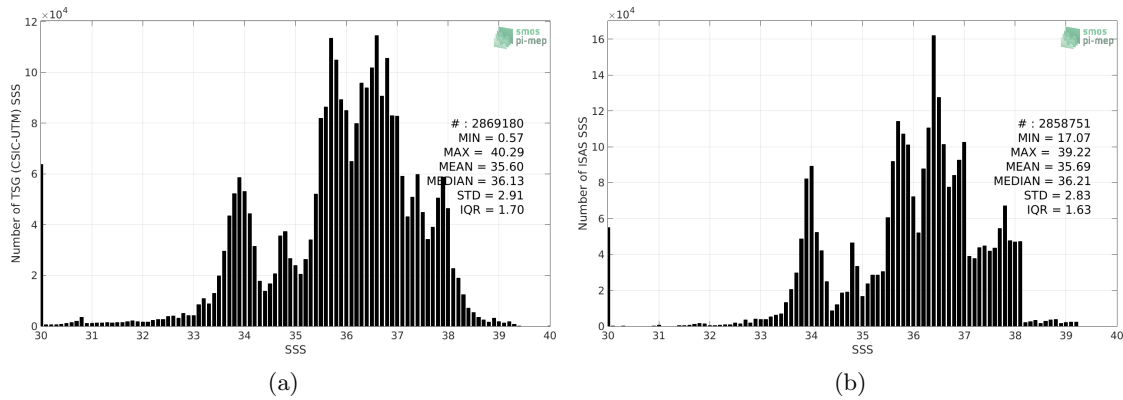 ×10⁴
12
10
8
6
4
2
0
30 31 32 33 34 35 36 37 38 39 40
SSS
Number of TSG (CSIC-UTM) SSS
smos
pi-mep
# : 2869180
MIN = 0.57
MAX = 40.29
MEAN = 35.60
MEDIAN = 36.13
STD = 2.91
IQR = 1.70
(a)
×10⁴
16
14
12
10
8
6
4
2
0
30 31 32 33 34 35 36 37 38 39 40
SSS
Number of ISAS SSS
smos
pi-mep
# : 2858751
MIN = 17.07
MAX = 39.22
MEAN = 35.69
MEDIAN = 36.21
STD = 2.83
IQR = 1.63
(b)